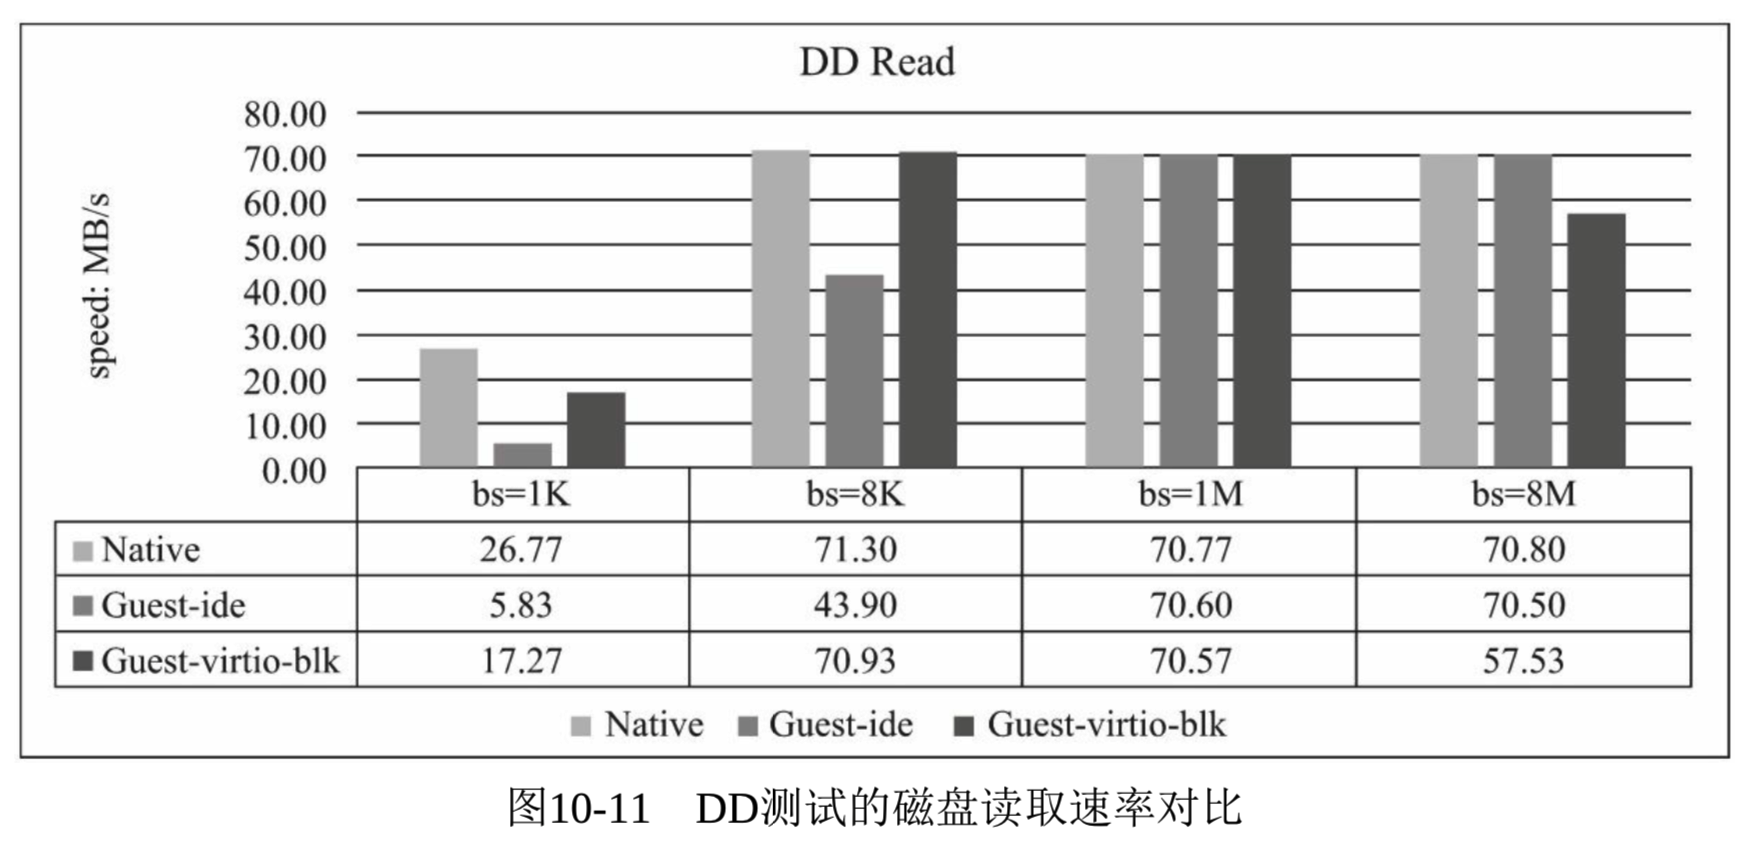 DD Read
80.00
70.00
60.00
50.00
40.00
30.00
20.00
10.00
0.00
speed: MB/s
bs=1K bs=8K bs=1M bs=8M
Native 26.77 71.30 70.77 70.80
Guest-ide 5.83 43.90 70.60 70.50
Guest-virtio-blk 17.27 70.93 70.57 57.53
Native Guest-ide Guest-virtio-blk
图10-11 DD测试的磁盘读取速率对比